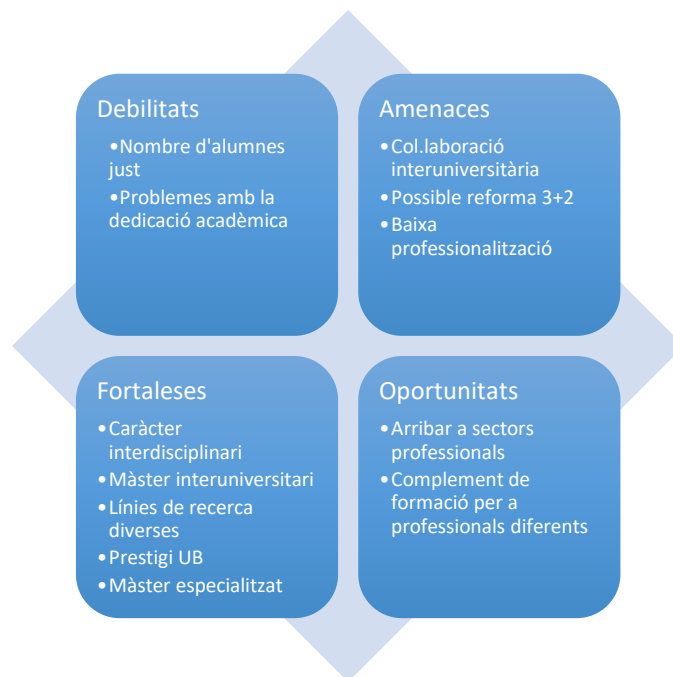 Debilitats
•Nombre d'alumnes
just
•Problemes amb la
dedicació acadèmica
Amenaces
•Col.laboració
interuniversitària
•Possible reforma 3+2
•Baixa
professionalització
Fortaleses
•Caràcter
interdisciplinari
•Màster interuniversitari
•Línies de recerca
diverses
•Prestigi UB
•Màster especialitzat
Oportunitats
•Arribar a sectors
professionals
•Complement de
formació per a
professionals diferents